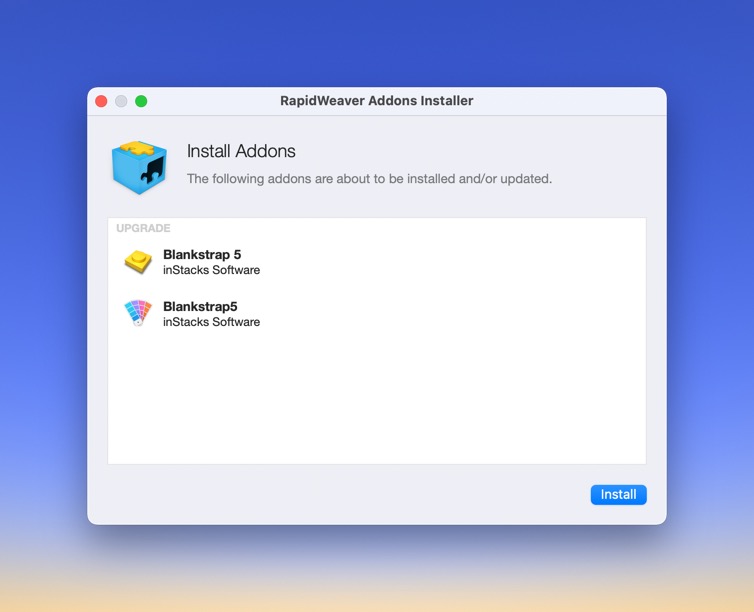 RapidWeaver Addons Installer
Install Addons
The following addons are about to be installed and/or updated.
UPGRADE
Blankstrap 5
inStacks Software
Blankstrap5
inStacks Software
Install